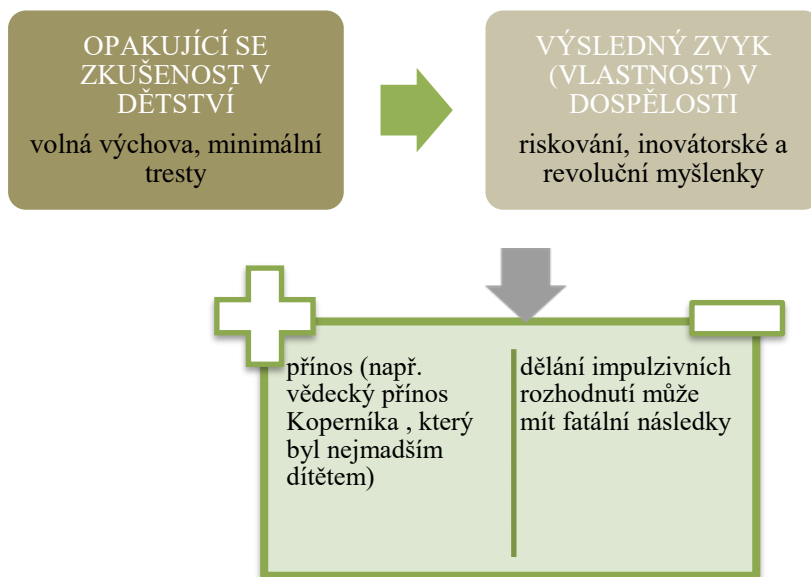 OPAKUJÍCÍ SE
ZKUŠENOST V
DĚTSTVÍ
volná výchova, minimální
tresty
VÝSLEDNÝ ZVYK
(VLASTNOST) V
DOSPĚLOSTI
riskování, inovátorské a
revoluční myšlenky
přínos (např.
vědecký přínos
Koperníka , který
byl nejmadším
dítětem)
dělání impulzivních
rozhodnutí může
mít fatální následky